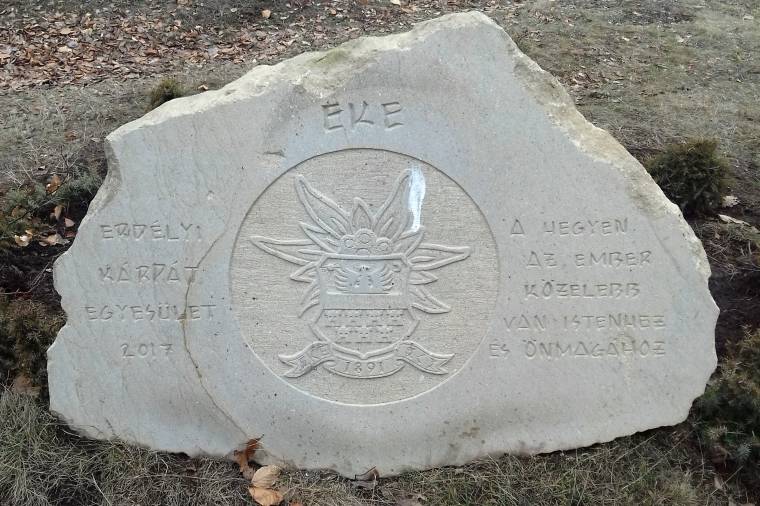 EKE
ERDÉLYI
KÁRPÁT
EGYESÜLET
2017
1891
A HEGYEN
AZ EMBER
KÖZELEBB
VAN ISTENHEZ
ÉS ÖNMAGÁHOZ